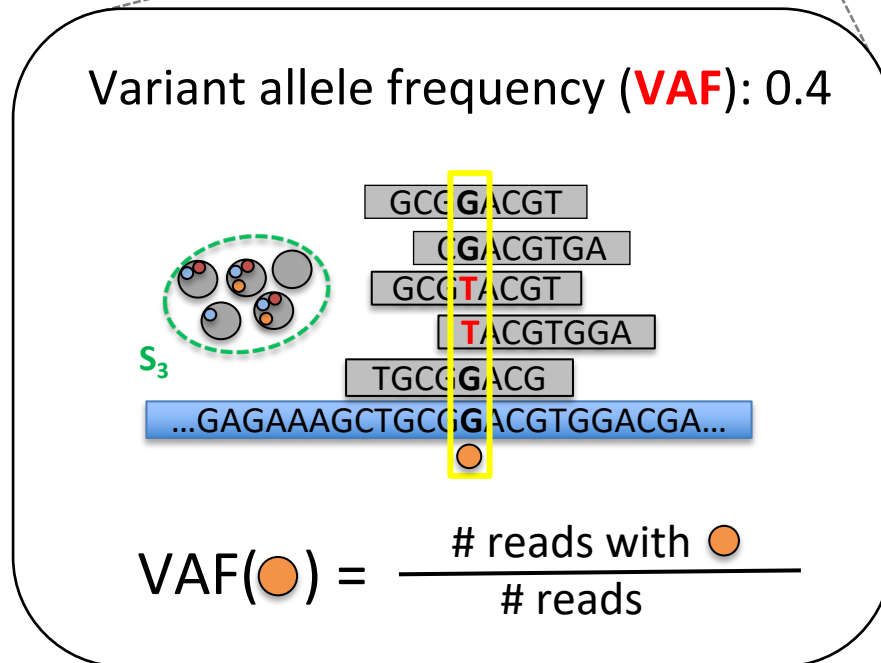 Variant allele frequency (VAF): 0.4
GCGGACGT
CGACGTGA
GCGTACGT
TACGTGGA
S3
TGCGGACG
...GAGAAAGCTGCGGACGTGGACGA...
VAF( ) =
# reads with
# reads